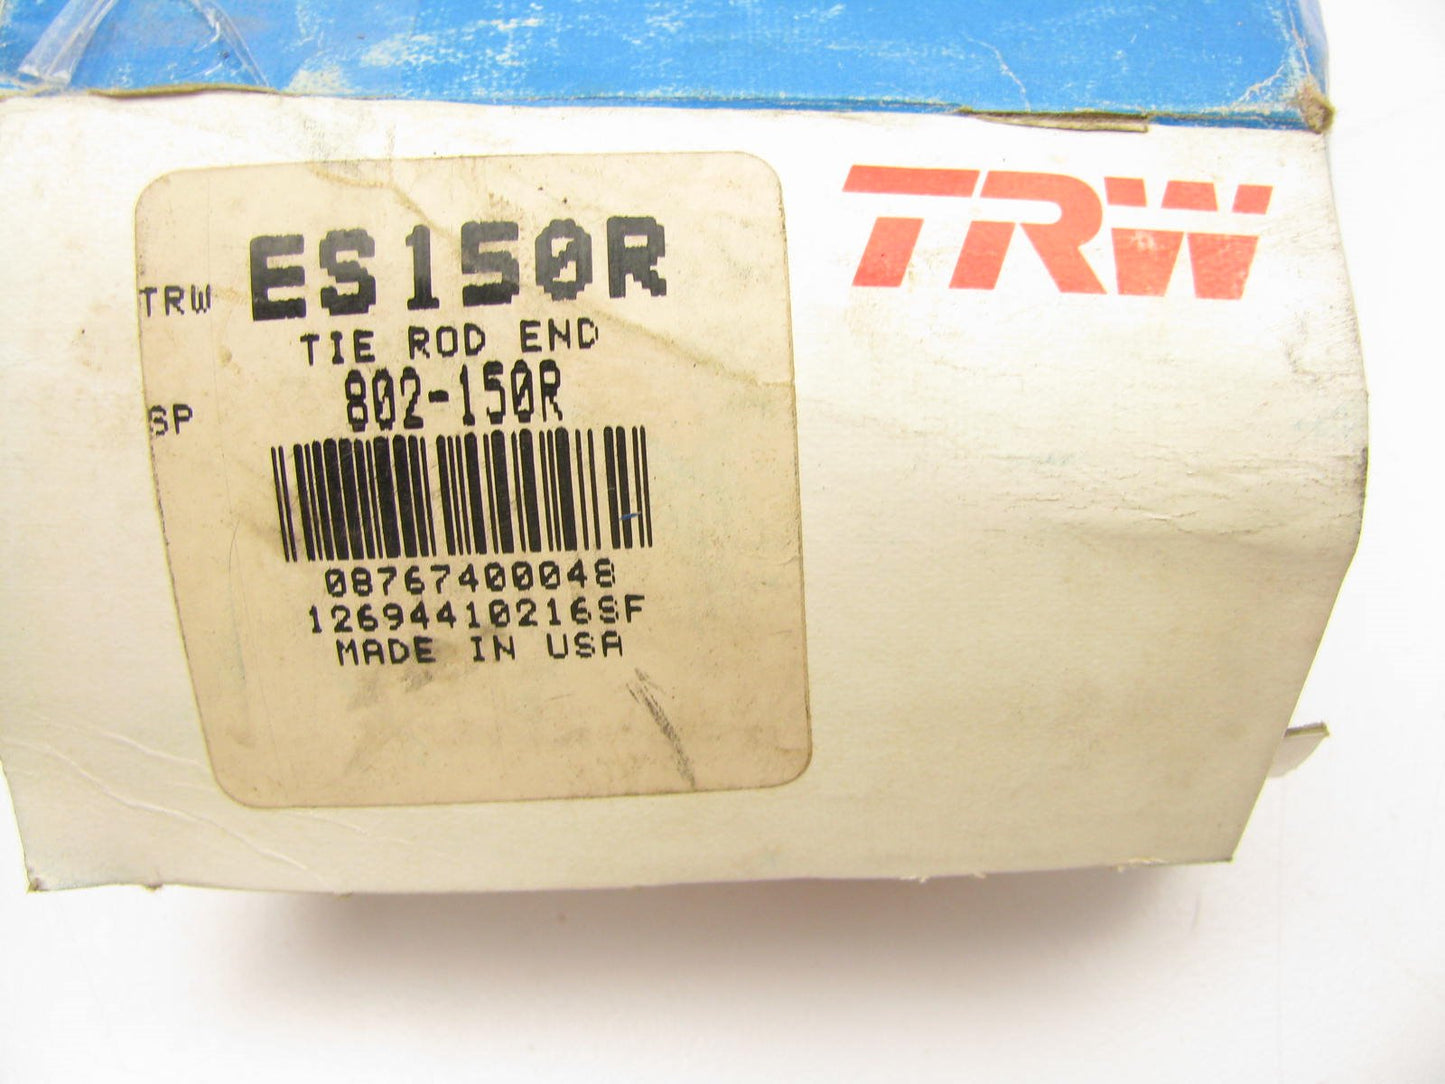 TRW ES150R
TIE ROD END
SP 802-150R
08767400048
12694410216SF
MADE IN USA
TRW